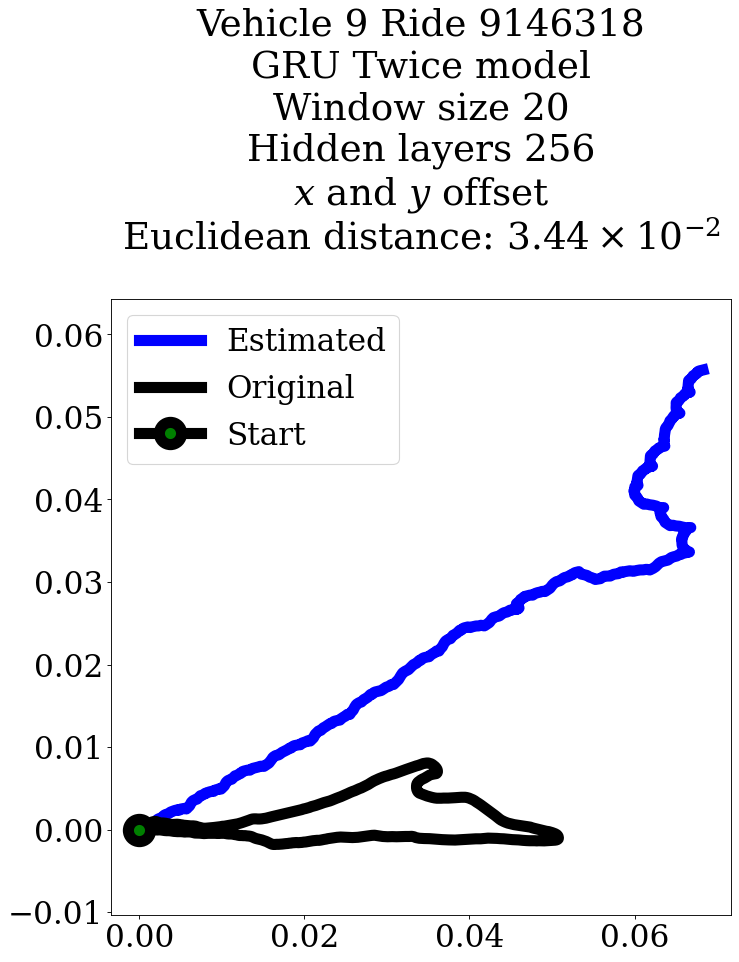 Vehicle 9 Ride 9146318
GRU Twice model
Window size 20
Hidden layers 256
x and y offset
Euclidean distance: 3.44 × 10⁻²
Estimated
Original
Start
0.06
0.05
0.04
0.03
0.02
0.01
0.00
−0.01
0.00 0.02 0.04 0.06